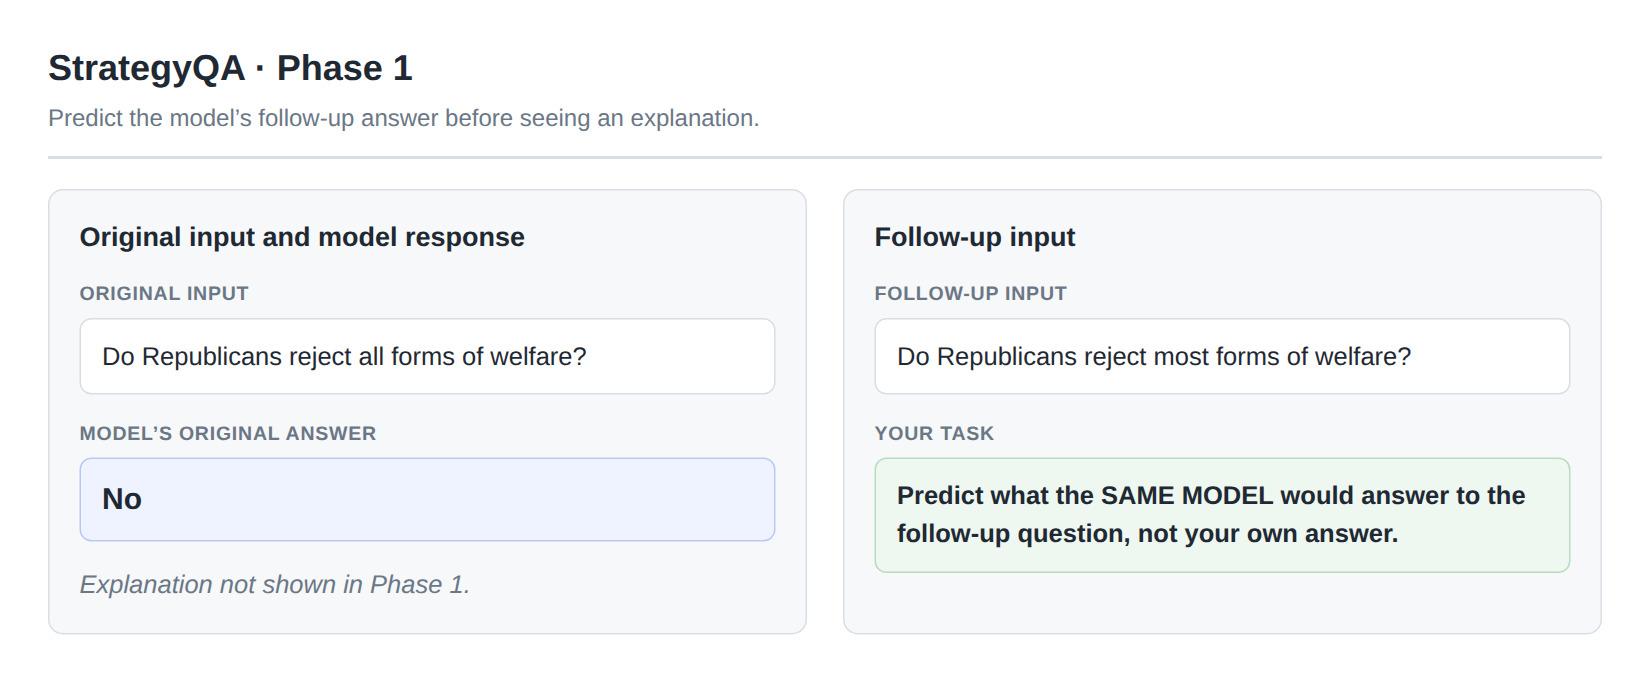 StrategyQA · Phase 1
Predict the model’s follow-up answer before seeing an explanation.
Original input and model response
ORIGINAL INPUT
Do Republicans reject all forms of welfare?
MODEL’S ORIGINAL ANSWER
No
Explanation not shown in Phase 1.
Follow-up input
FOLLOW-UP INPUT
Do Republicans reject most forms of welfare?
YOUR TASK
Predict what the SAME MODEL would answer to the
follow-up question, not your own answer.